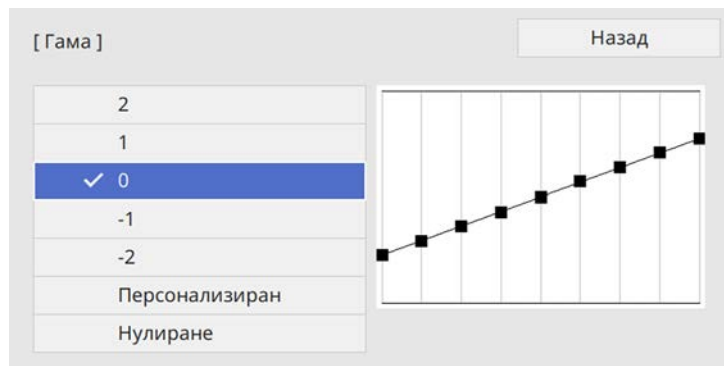 [ Гама ]
Назад
2
1
0
-1
-2
Персонализиран
Нулиране